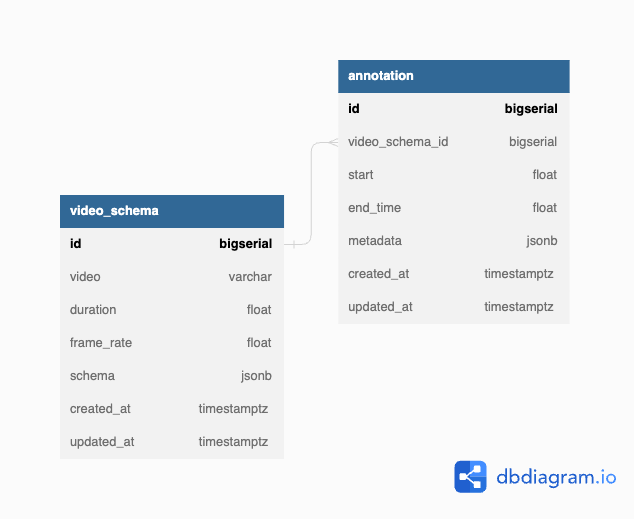 annotation
id bigserial
video_schema_id bigserial
start float
end_time float
metadata jsonb
created_at timestamptz
updated_at timestamptz
video_schema
id bigserial
video varchar
duration float
frame_rate float
schema jsonb
created_at timestamptz
updated_at timestamptz
dbdiagram.io